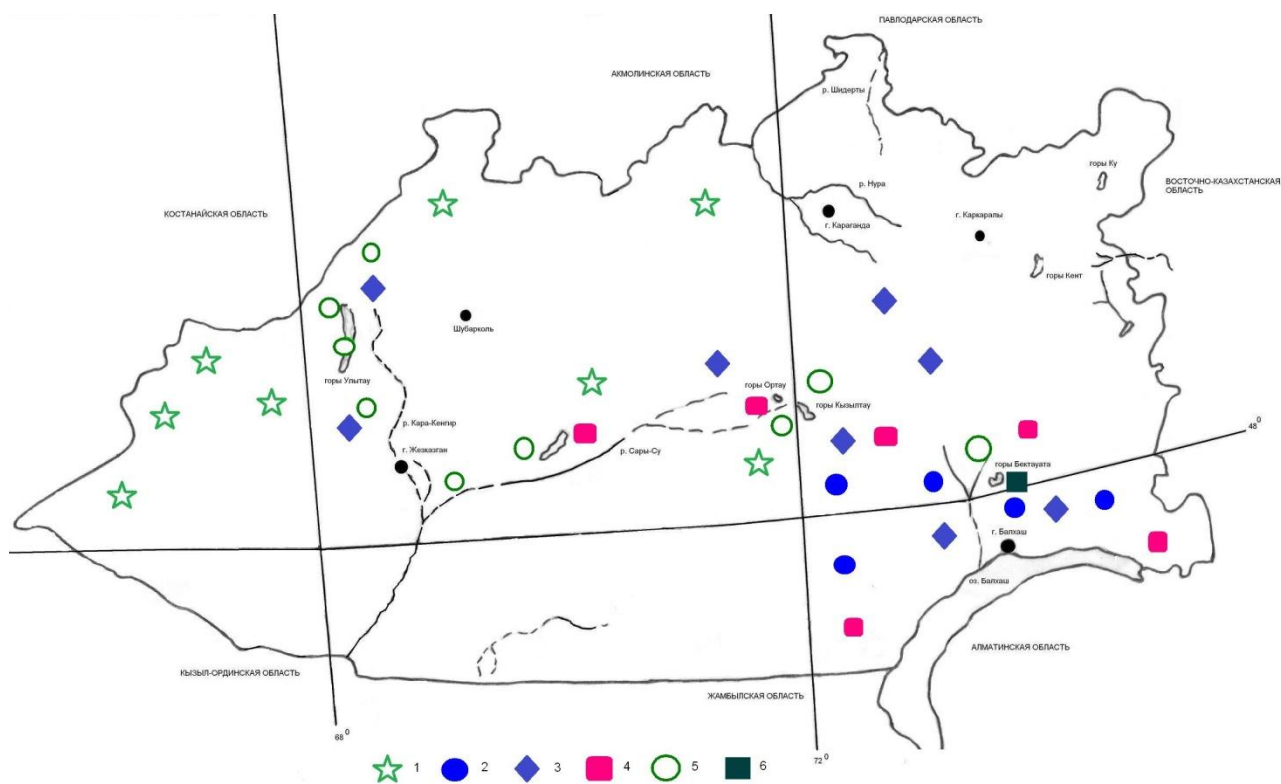 ПАВЛОДАРСКАЯ ОБЛАСТЬ
АКМОЛИНСКАЯ ОБЛАСТЬ
р. Шидерты
горы Ку
ВОСТОЧНО-КАЗАХСТАНСКАЯ
ОБЛАСТЬ
р. Нура
КОСТАНАЙСКАЯ ОБЛАСТЬ
г. Караганда
г. Каркаралы
горы Кент
Шубарколь
горы Улытау
горы Ортау
горы Кызылтау
р. Кара-Кенгир
48⁰
р. Сары-Су
г. Жезказган
горы Бектауата
г. Балхаш
оз. Балхаш
АЛМАТИНСКАЯ ОБЛАСТЬ
КЫЗЫЛ-ОРДИНСКАЯ ОБЛАСТЬ
ЖАМБЫЛСКАЯ ОБЛАСТЬ
68⁰
72⁰
1 2 3 4 5 6